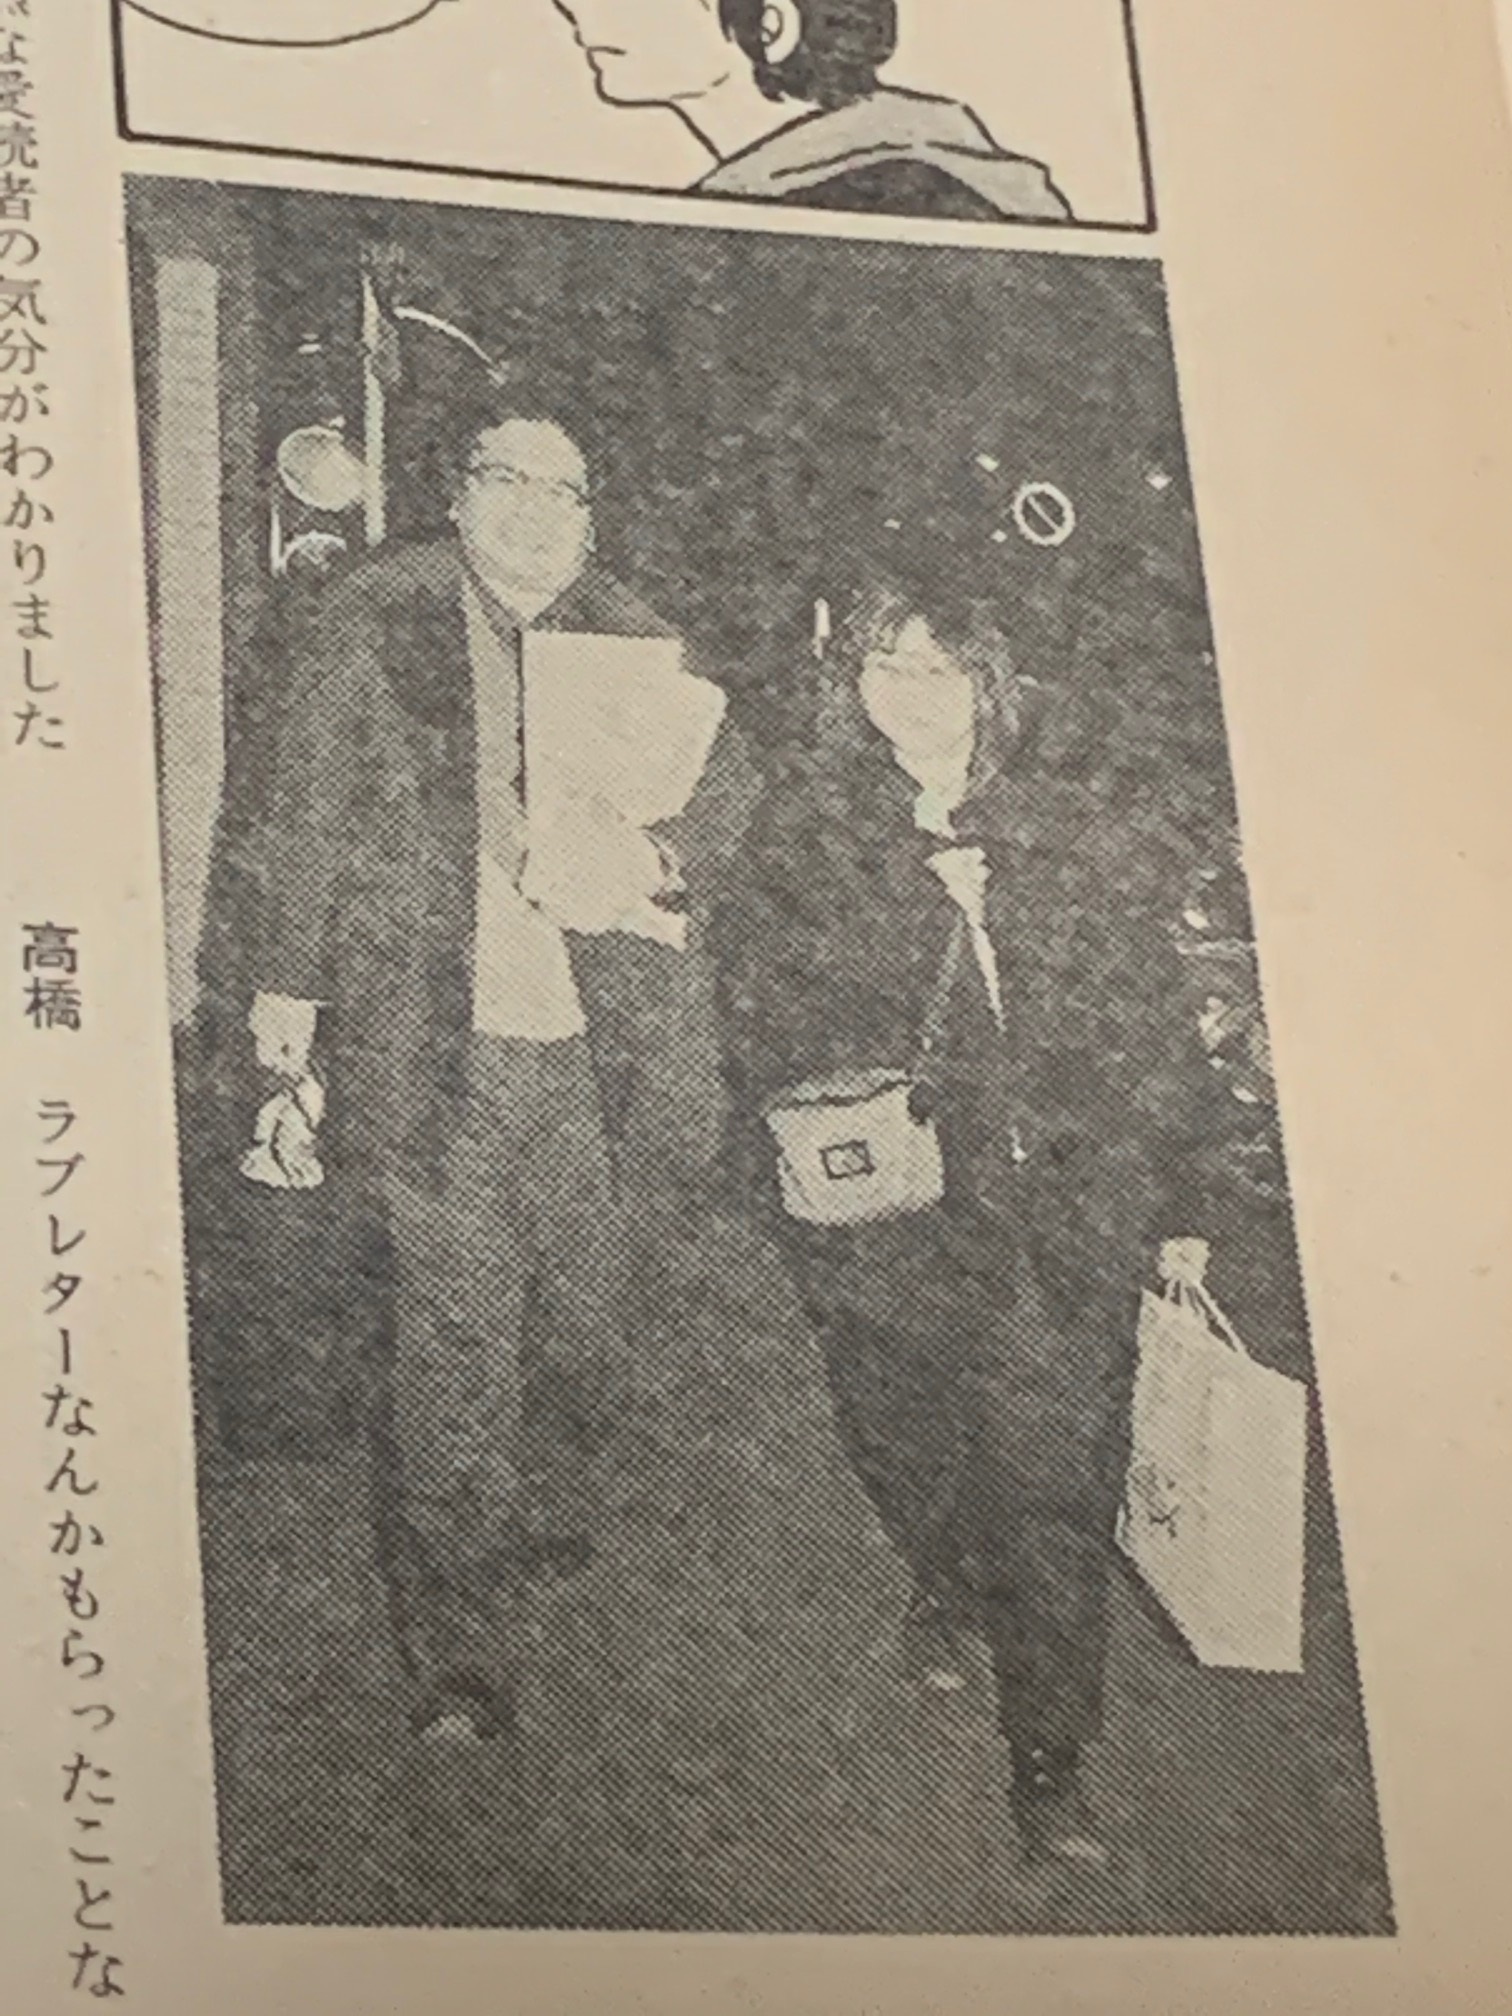 高橋　ラブレターなんかもらったことな
な愛読者の気分がわかりました